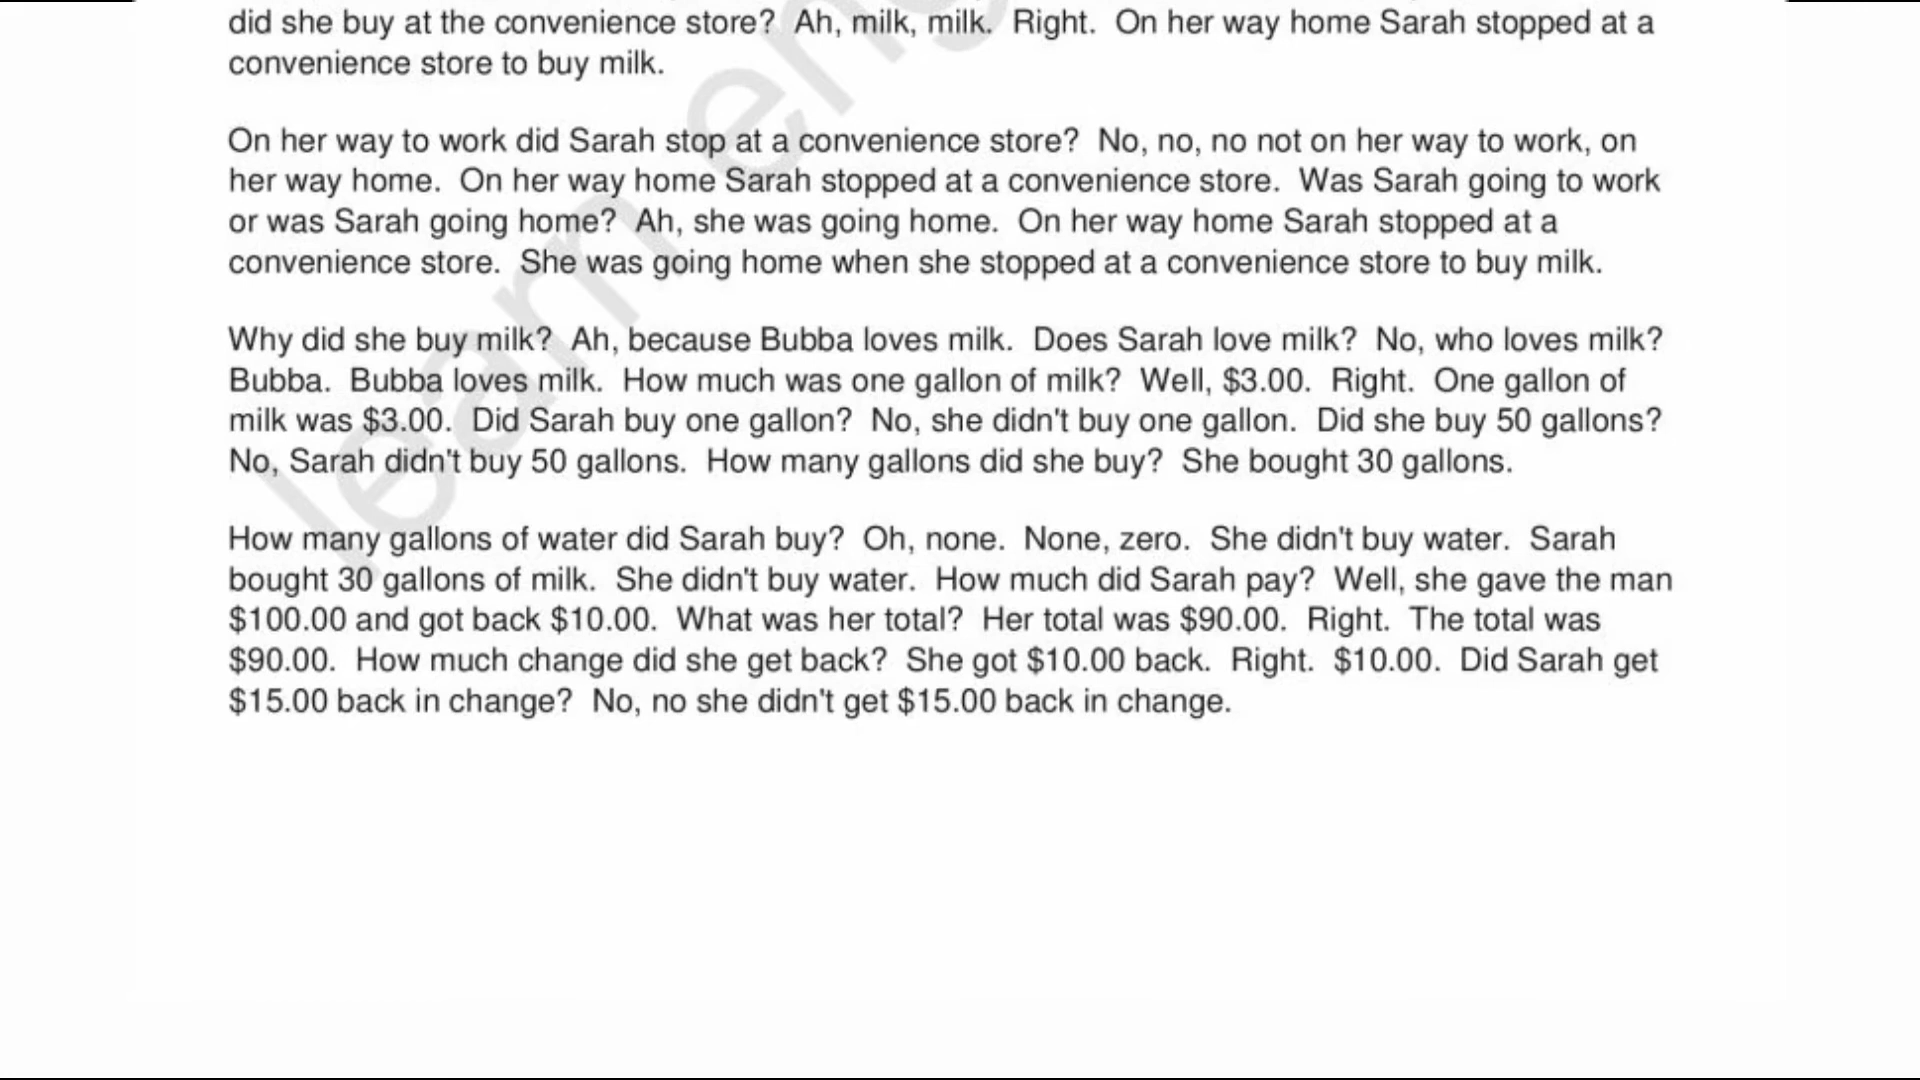 did she buy at the convenience store?  Ah, milk, milk.  Right.  On her way home Sarah stopped at a
convenience store to buy milk.
On her way to work did Sarah stop at a convenience store?  No, no, no not on her way to work, on
her way home.  On her way home Sarah stopped at a convenience store.  Was Sarah going to work
or was Sarah going home?  Ah, she was going home.  On her way home Sarah stopped at a
convenience store.  She was going home when she stopped at a convenience store to buy milk.
Why did she buy milk?  Ah, because Bubba loves milk.  Does Sarah love milk?  No, who loves milk?
Bubba.  Bubba loves milk.  How much was one gallon of milk?  Well, $3.00.  Right.  One gallon of
milk was $3.00.  Did Sarah buy one gallon?  No, she didn't buy one gallon.  Did she buy 50 gallons?
No, Sarah didn't buy 50 gallons.  How many gallons did she buy?  She bought 30 gallons.
How many gallons of water did Sarah buy?  Oh, none.  None, zero.  She didn't buy water.  Sarah
bought 30 gallons of milk.  She didn't buy water.  How much did Sarah pay?  Well, she gave the man
$100.00 and got back $10.00.  What was her total?  Her total was $90.00.  Right.  The total was
$90.00.  How much change did she get back?  She got $10.00 back.  Right.  $10.00.  Did Sarah get
$15.00 back in change?  No, no she didn't get $15.00 back in change.
learn eng